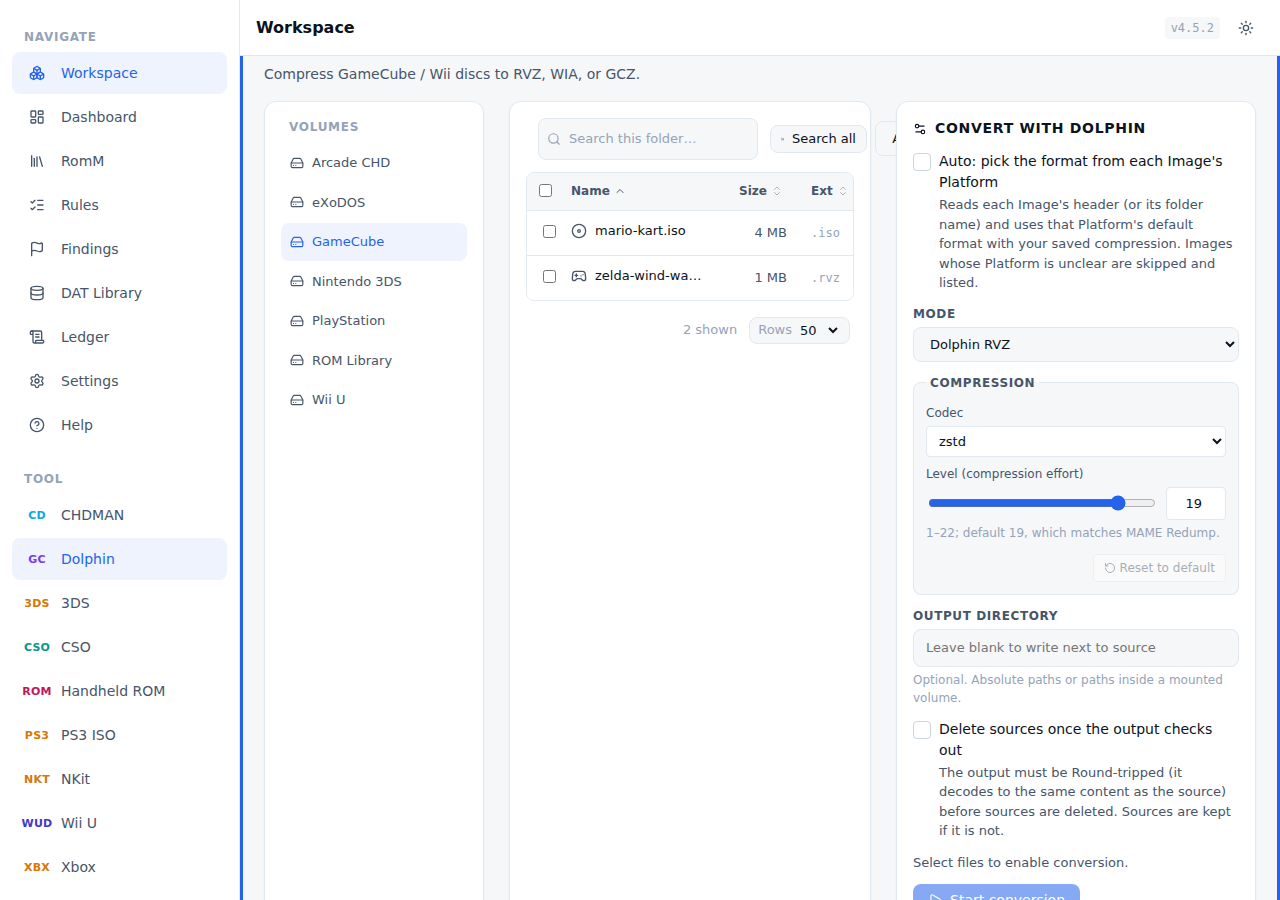 NAVIGATE
Workspace
Dashboard
RomM
Rules
Findings
DAT Library
Ledger
Settings
Help
TOOL
CD CHDMAN
GC Dolphin
3DS 3DS
CSO CSO
ROM Handheld ROM
PS3 PS3 ISO
NKT NKit
WUD Wii U
XBX Xbox
Workspace
v4.5.2
Compress GameCube / Wii discs to RVZ, WIA, or GCZ.
VOLUMES
Arcade CHD
eXoDOS
GameCube
Nintendo 3DS
PlayStation
ROM Library
Wii U
Search this folder…
Search all
Name Size Ext
mario-kart.iso 4 MB .iso
zelda-wind-wa… 1 MB .rvz
2 shown Rows 50
CONVERT WITH DOLPHIN
Auto: pick the format from each Image's
Platform
Reads each Image's header (or its folder
name) and uses that Platform's default
format with your saved compression. Images
whose Platform is unclear are skipped and
listed.
MODE
Dolphin RVZ
COMPRESSION
Codec
zstd
Level (compression effort)
19
1–22; default 19, which matches MAME Redump.
Reset to default
OUTPUT DIRECTORY
Leave blank to write next to source
Optional. Absolute paths or paths inside a mounted
volume.
Delete sources once the output checks
out
The output must be Round-tripped (it
decodes to the same content as the source)
before sources are deleted. Sources are kept
if it is not.
Select files to enable conversion.
Start conversion